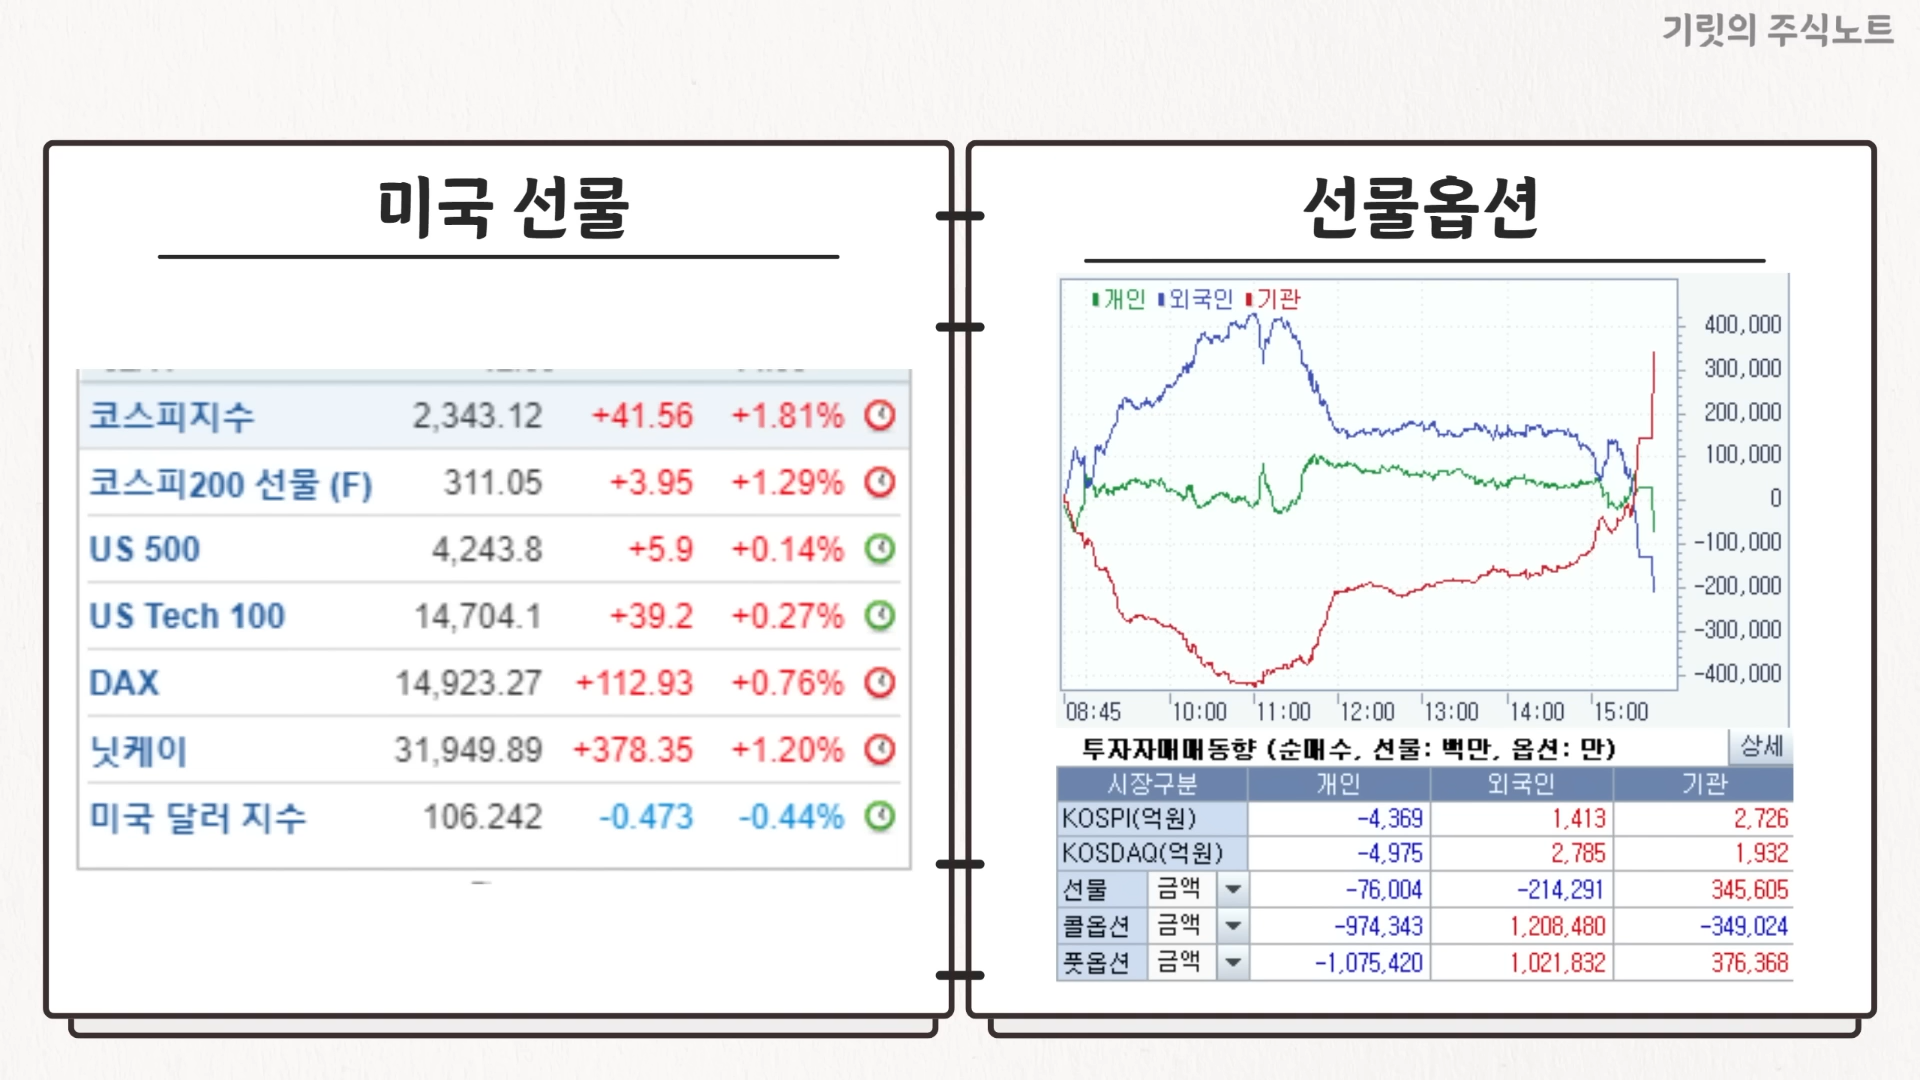 기릿의 주식노트
미국 선물
코스피지수 2,343.12 +41.56 +1.81%
코스피200 선물 (F) 311.05 +3.95 +1.29%
US 500 4,243.8 +5.9 +0.14%
US Tech 100 14,704.1 +39.2 +0.27%
DAX 14,923.27 +112.93 +0.76%
닛케이 31,949.89 +378.35 +1.20%
미국 달러 지수 106.242 -0.473 -0.44%
선물옵션
개인 외국인 기관
400,000
300,000
200,000
100,000
0
-100,000
-200,000
-300,000
-400,000
08:45 10:00 11:00 12:00 13:00 14:00 15:00
투자자매매동향 (순매수, 선물: 백만, 옵션: 만) 상세
시장구분 개인 외국인 기관
KOSPI(억원) -4,369 1,413 2,726
KOSDAQ(억원) -4,975 2,785 1,932
선물 금액 -76,004 -214,291 345,605
콜옵션 금액 -974,343 1,208,480 -349,024
풋옵션 금액 -1,075,420 1,021,832 376,368